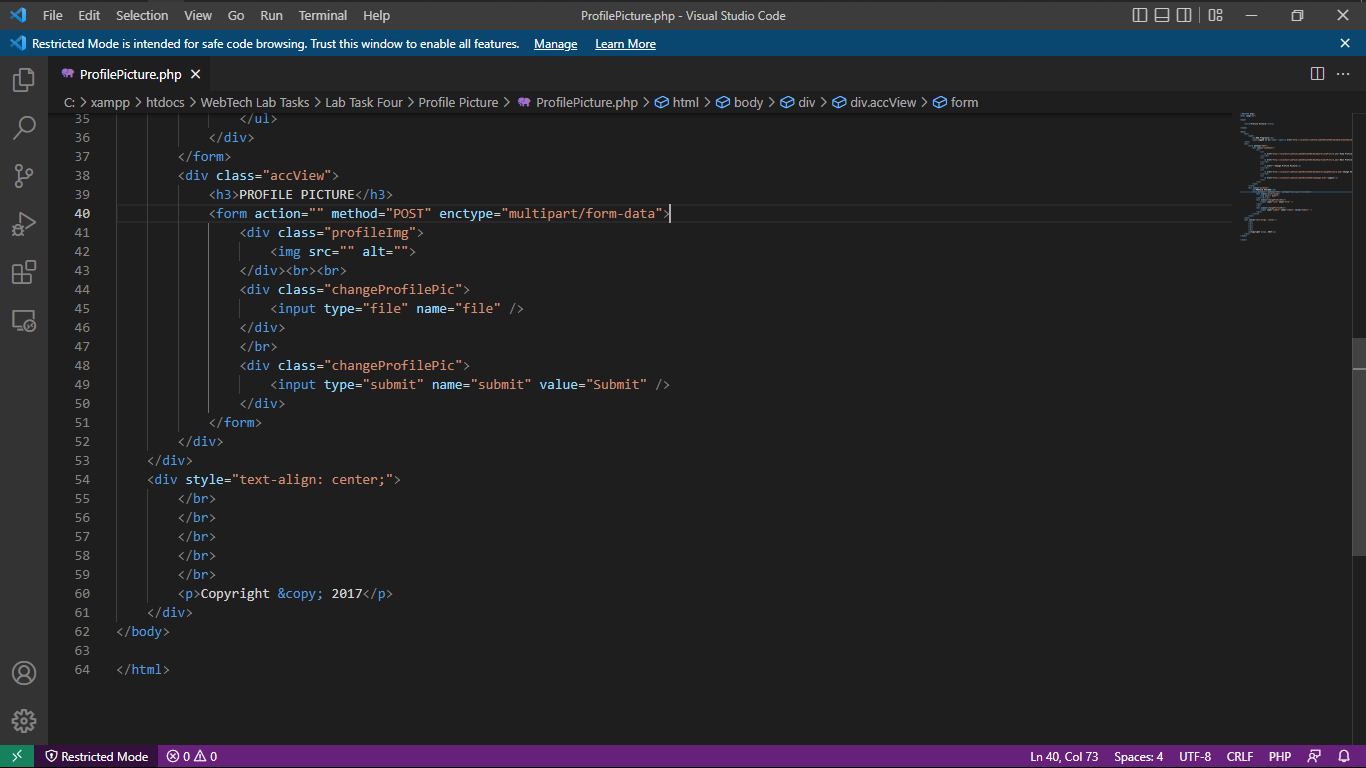 File Edit Selection View Go Run Terminal Help ProfilePicture.php - Visual Studio Code
Restricted Mode is intended for safe code browsing. Trust this window to enable all features. Manage Learn More
ProfilePicture.php
C: > xampp > htdocs > WebTech Lab Tasks > Lab Task Four > Profile Picture > ProfilePicture.php > html > body > div > div.accView > form
35 </ul>
36 </div>
37 </form>
38 <div class="accView">
39 <h3>PROFILE PICTURE</h3>
40 <form action="" method="POST" enctype="multipart/form-data">
41 <div class="profileImg">
42 <img src="" alt="">
43 </div><br><br>
44 <div class="changeProfilePic">
45 <input type="file" name="file" />
46 </div>
47 </br>
48 <div class="changeProfilePic">
49 <input type="submit" name="submit" value="Submit" />
50 </div>
51 </form>
52 </div>
53 </div>
54 <div style="text-align: center;">
55 </br>
56 </br>
57 </br>
58 </br>
59 </br>
60 <p>Copyright &copy; 2017</p>
61 </div>
62 </body>
63
64 </html>
Restricted Mode 0 0 Ln 40, Col 73 Spaces: 4 UTF-8 CRLF PHP